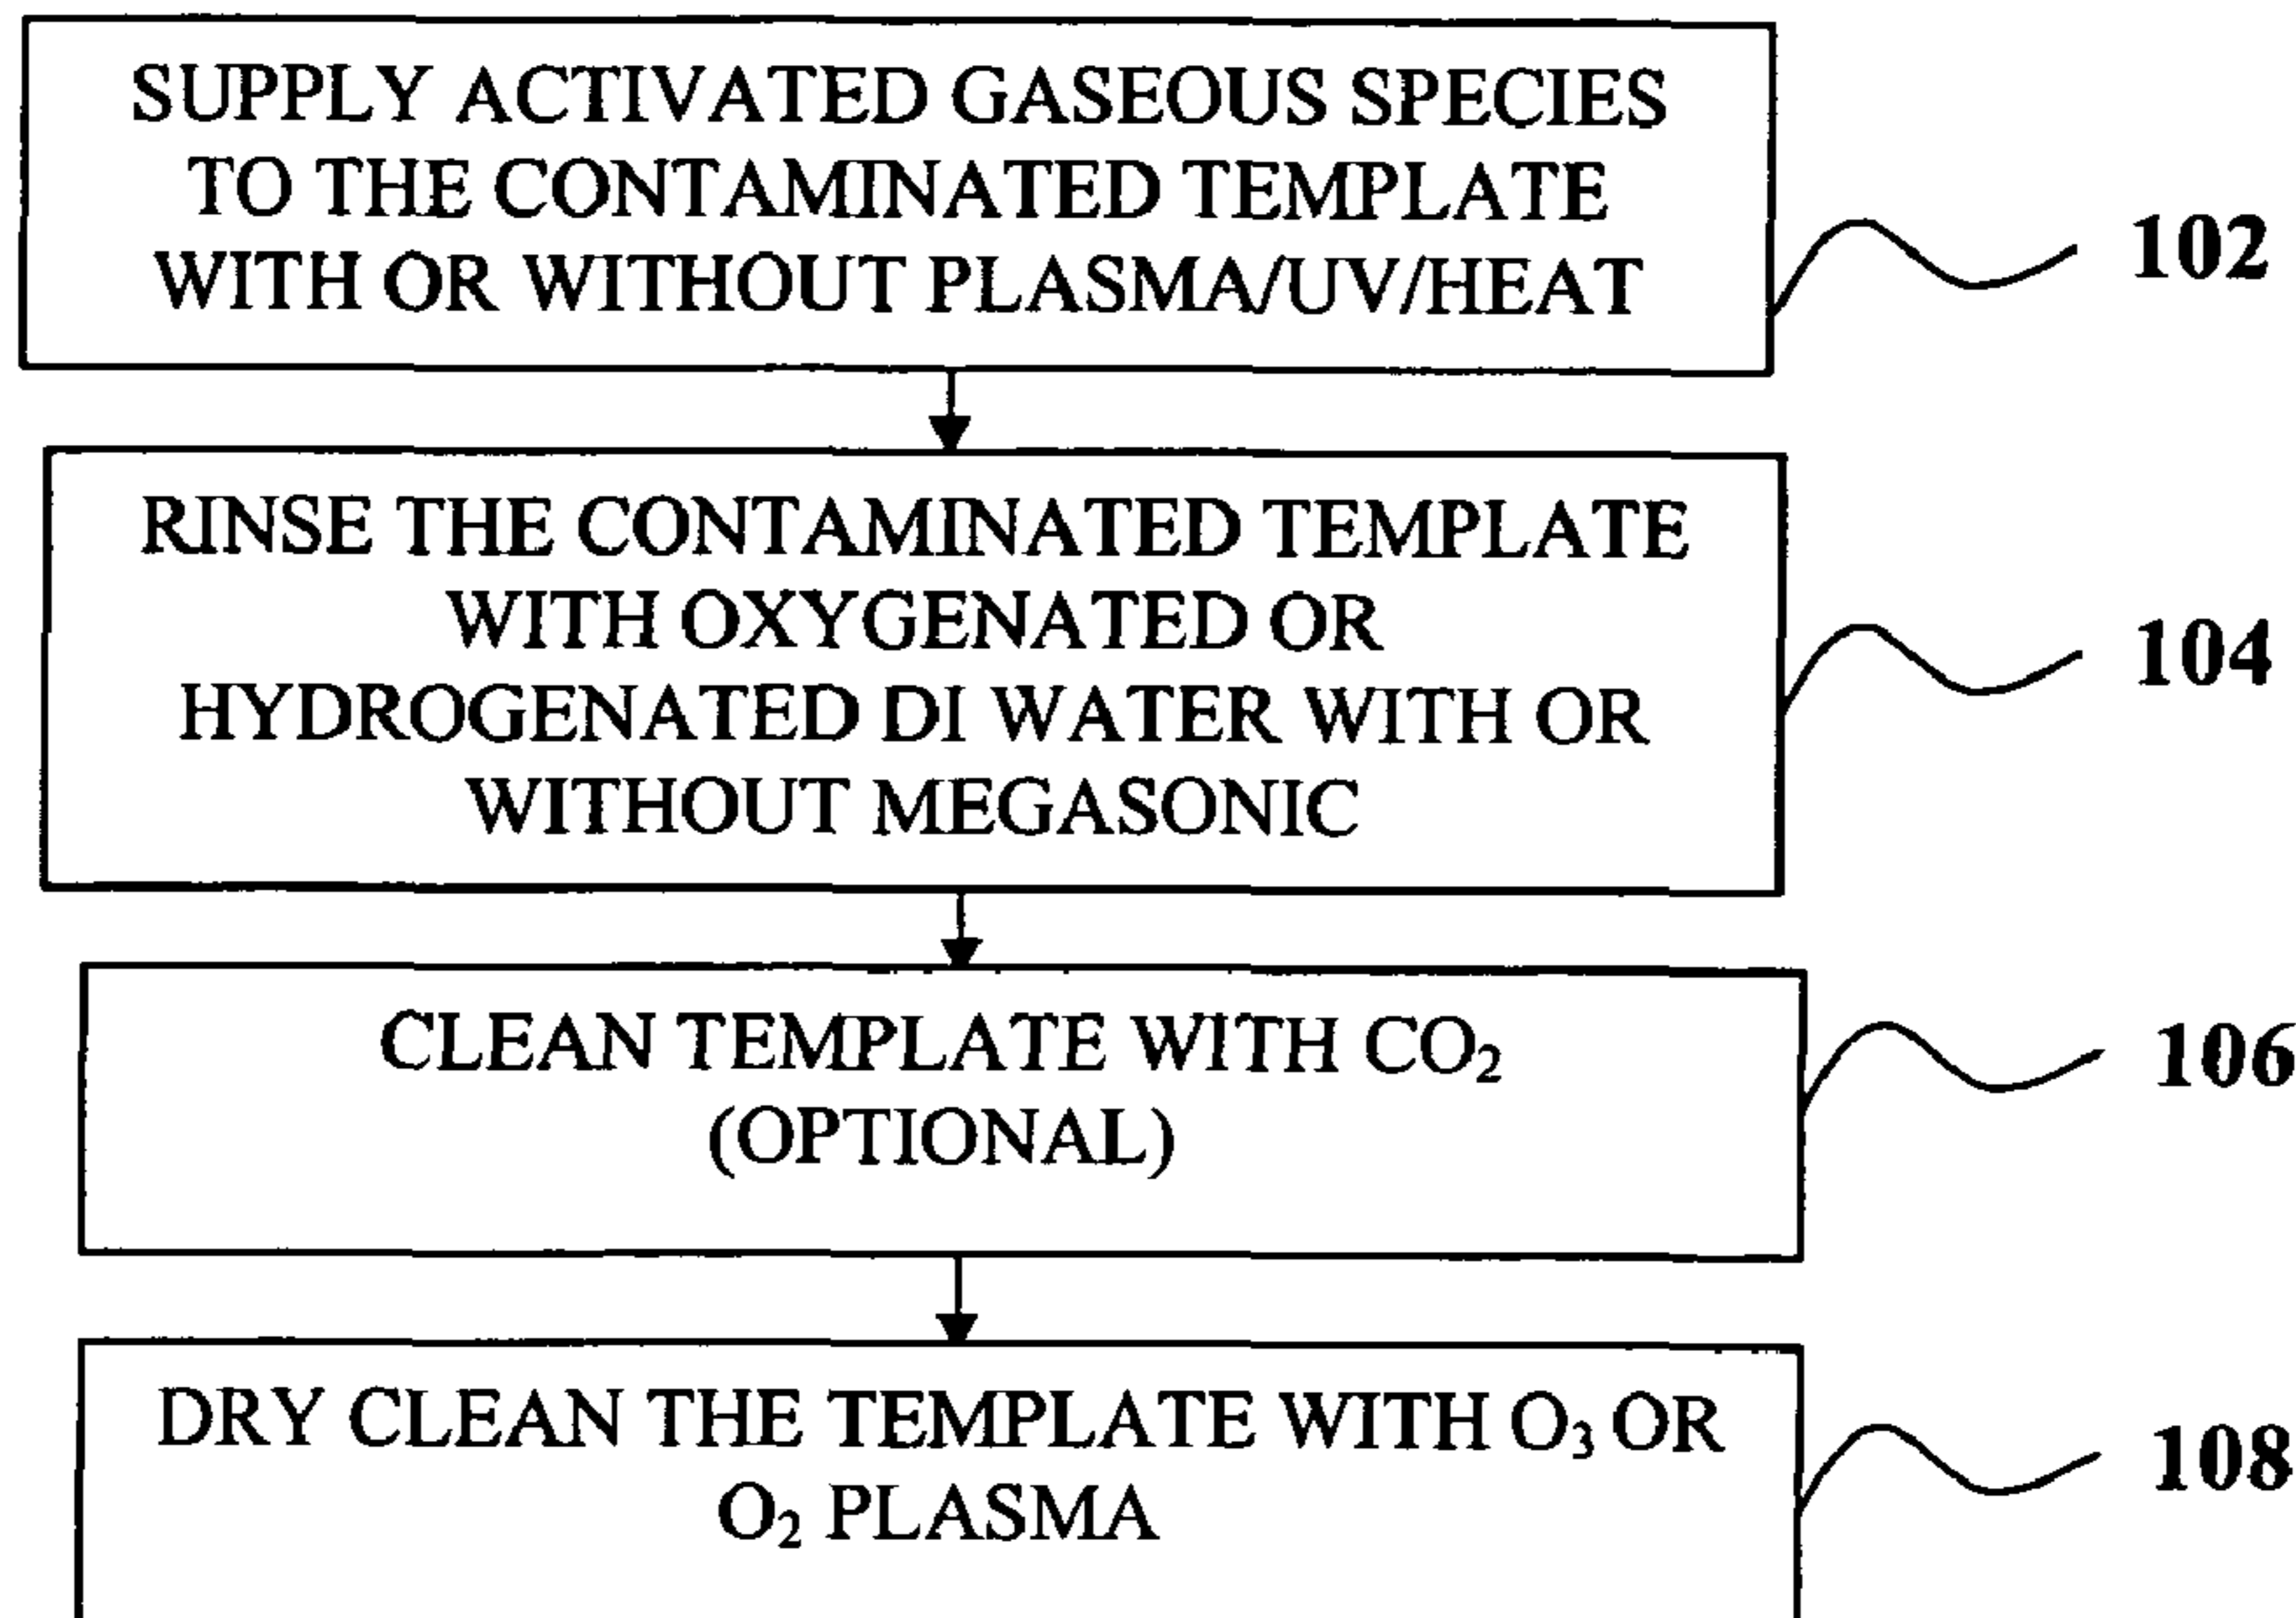 SUPPLY ACTIVATED GASEOUS SPECIES
TO THE CONTAMINATED TEMPLATE
WITH OR WITHOUT PLASMA/UV/HEAT
102
RINSE THE CONTAMINATED TEMPLATE
WITH OXYGENATED OR
HYDROGENATED DI WATER WITH OR
WITHOUT MEGASONIC
104
CLEAN TEMPLATE WITH CO₂
(OPTIONAL)
106
DRY CLEAN THE TEMPLATE WITH O₃ OR
O₂ PLASMA
108